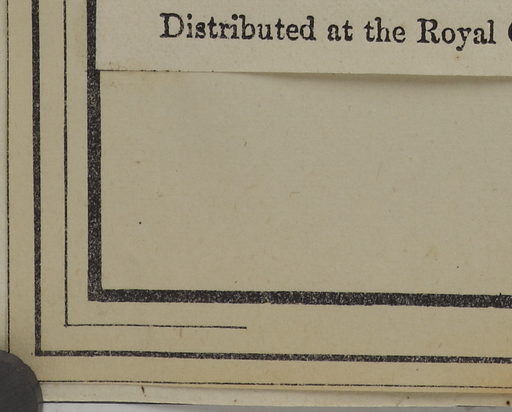 Distributed at the Royal